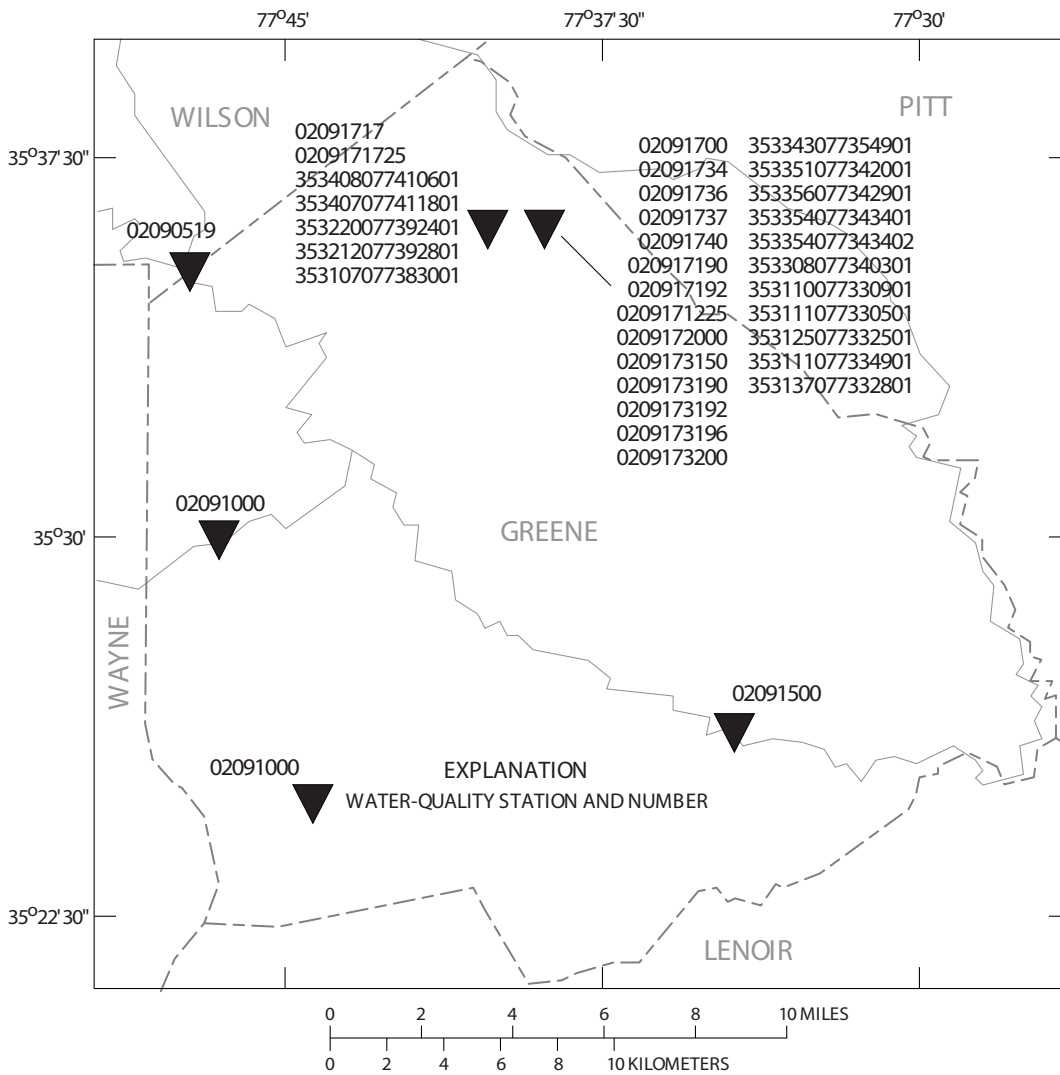 77°45' 77°37'30" 77°30'
WILSON
PITT
35°37'30"
02091717
0209171725
353408077410601
353407077411801
353220077392401
353212077392801
353107077383001
02090519
02091700 353343077354901
02091734 353351077342001
02091736 353356077342901
02091737 353354077343401
02091740 353354077343402
020917190 353308077340301
020917192 353110077330901
0209171225 353111077330501
0209172000 353125077332501
0209173150 353111077334901
0209173190 353137077332801
0209173192
0209173196
0209173200
02091000
35°30'
GREENE
WAYNE
02091500
02091000
EXPLANATION
WATER-QUALITY STATION AND NUMBER
35°22'30"
LENOIR
0 2 4 6 8 10 MILES
0 2 4 6 8 10 KILOMETERS